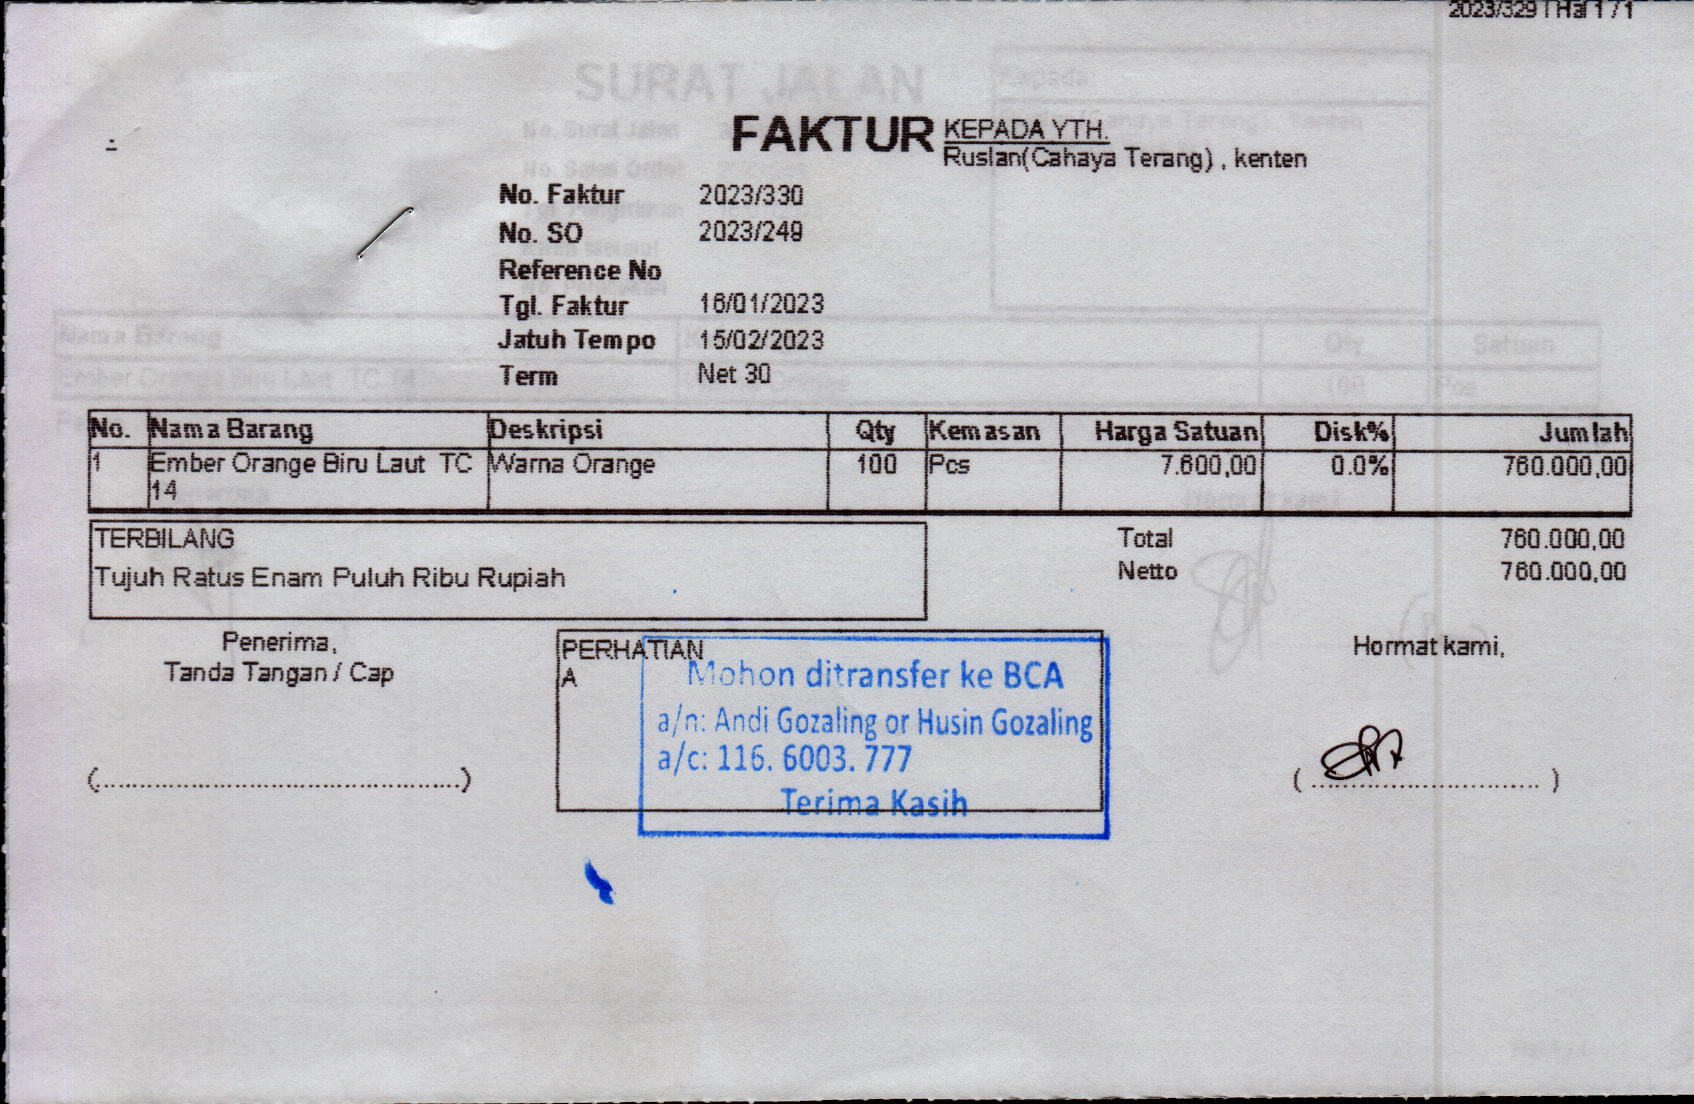 2023/329 | Hal 1 / 1
SURAT JALAN
FAKTUR
KEPADA YTH.
Ruslan(Cahaya Terang) , kenten
No. Faktur 2023/330
No. SO 2023/249
Reference No
Tgl. Faktur 16/01/2023
Jatuh Tempo 15/02/2023
Term Net 30
No. Nama Barang Deskripsi Qty Kemasan Harga Satuan Disk% Jumlah
1 Ember Orange Biru Laut TC Warna Orange 100 Pcs 7.600,00 0.0% 760.000,00
14
TERBILANG
Tujuh Ratus Enam Puluh Ribu Rupiah
Total 760.000,00
Netto 760.000,00
Penerima,
Tanda Tangan / Cap
(...............................................)
PERHATIAN
A
Mohon ditransfer ke BCA
a/n: Andi Gozaling or Husin Gozaling
a/c: 116. 6003. 777
Terima Kasih
Hormat kami,
( ............................. )